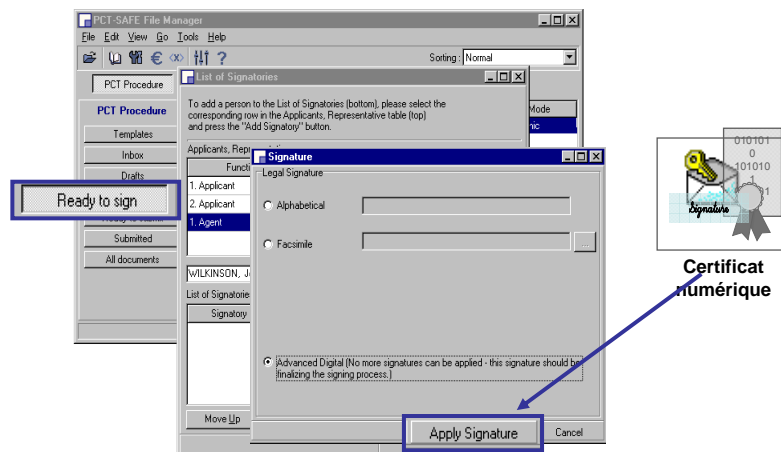 PCT-SAFE File Manager
File Edit View Go Tools Help
Sorting: Normal
PCT Procedure
PCT Procedure
Templates
Inbox
Drafts
Ready to sign
Submitted
All documents
Mode
List of Signatories
To add a person to the List of Signatories (bottom), please select the
corresponding row in the Applicants, Representative table (top)
and press the "Add Signatory" button.
Applicants,
1. Applicant
2. Applicant
1. Agent
WILKINSON,
List of
Signatory
Move Up
Signature
Legal Signature
Alphabetical
Facsimile
...
Advanced Digital (No more signatures can be applied - this signature should be
finalizing the signing process.)
Apply Signature
Cancel
010101
0
101010
1
Signature
Certificat
numérique